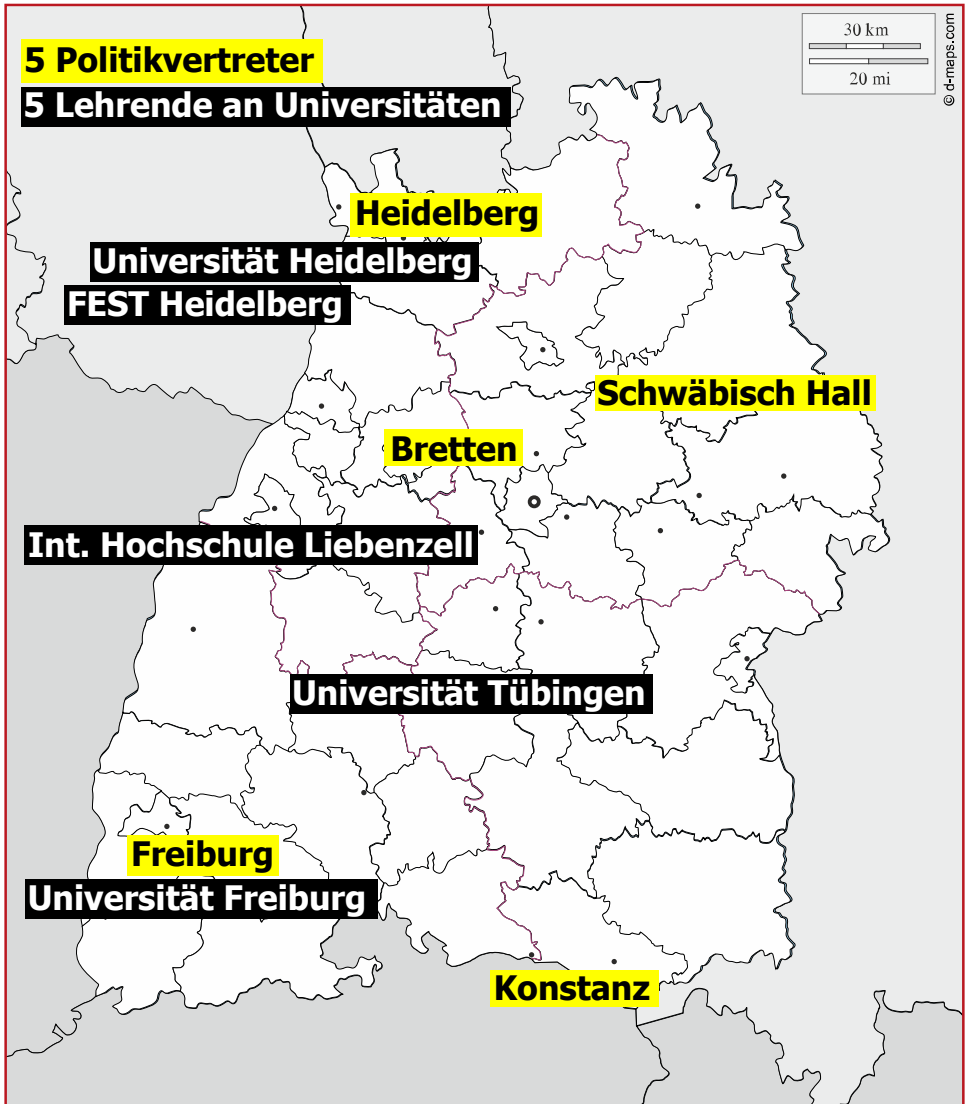 5 Politikvertreter
5 Lehrende an Universitäten
30 km
20 mi
© d-maps.com
Heidelberg
Universität Heidelberg
FEST Heidelberg
Schwäbisch Hall
Bretten
Int. Hochschule Liebenzell
Universität Tübingen
Freiburg
Universität Freiburg
Konstanz